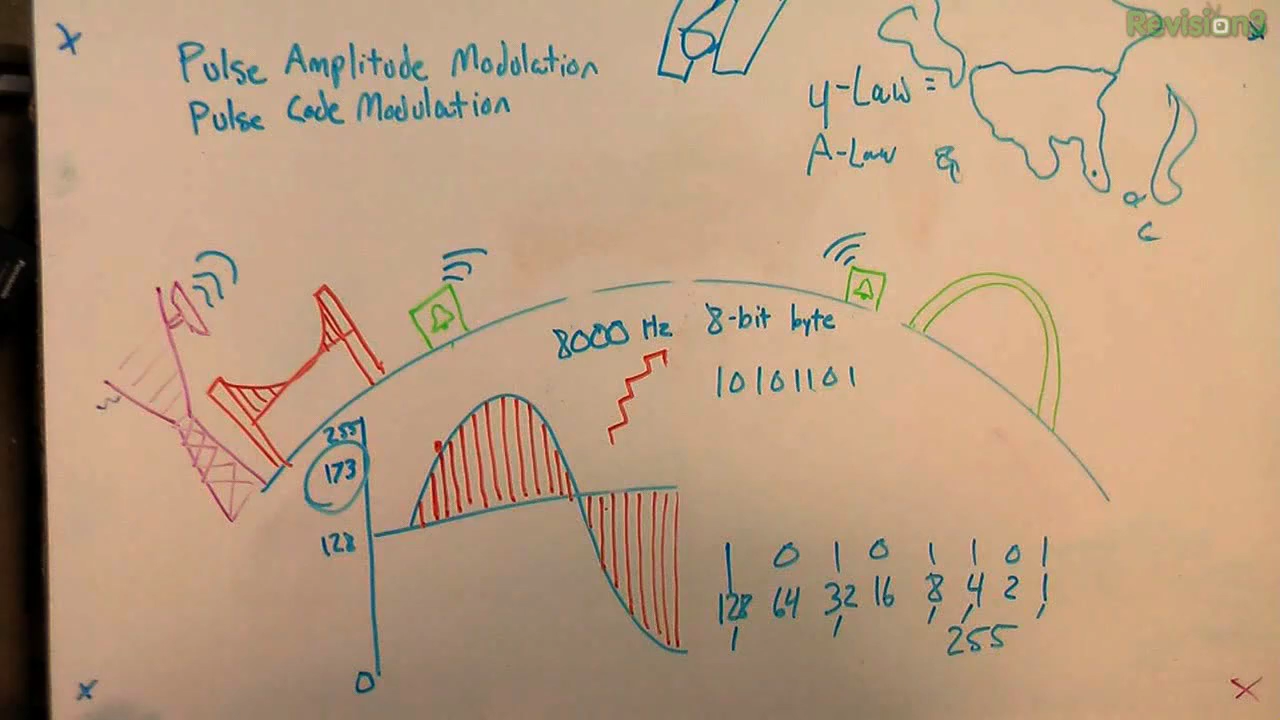 Revision3
Pulse Amplitude Modulation
Pulse Code Modulation
y-Law =
A-Law
8000 Hz 8-bit byte
10101101
255
173
128
0
1 0 1 0 1 1 0 1
128 64 32 16 8 4 2 1
255